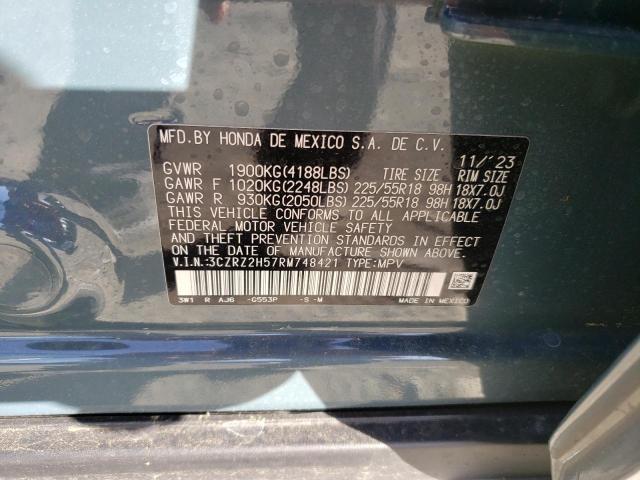 MFD.BY HONDA DE MEXICO S.A. DE C.V.
11/'23
GVWR 1900KG(4188LBS) TIRE SIZE RIM SIZE
GAWR F 1020KG(2248LBS) 225/55R18 98H 18X7.0J
GAWR R 930KG(2050LBS) 225/55R18 98H 18X7.0J
THIS VEHICLE CONFORMS TO ALL APPLICABLE
FEDERAL MOTOR VEHICLE SAFETY
AND THEFT PREVENTION STANDARDS IN EFFECT
ON THE DATE OF MANUFACTURE SHOWN ABOVE.
V.I.N.:3CZRZ2H57RM748421 TYPE:MPV
3W1 R AJ6 -G553P -S -M MADE IN MEXICO